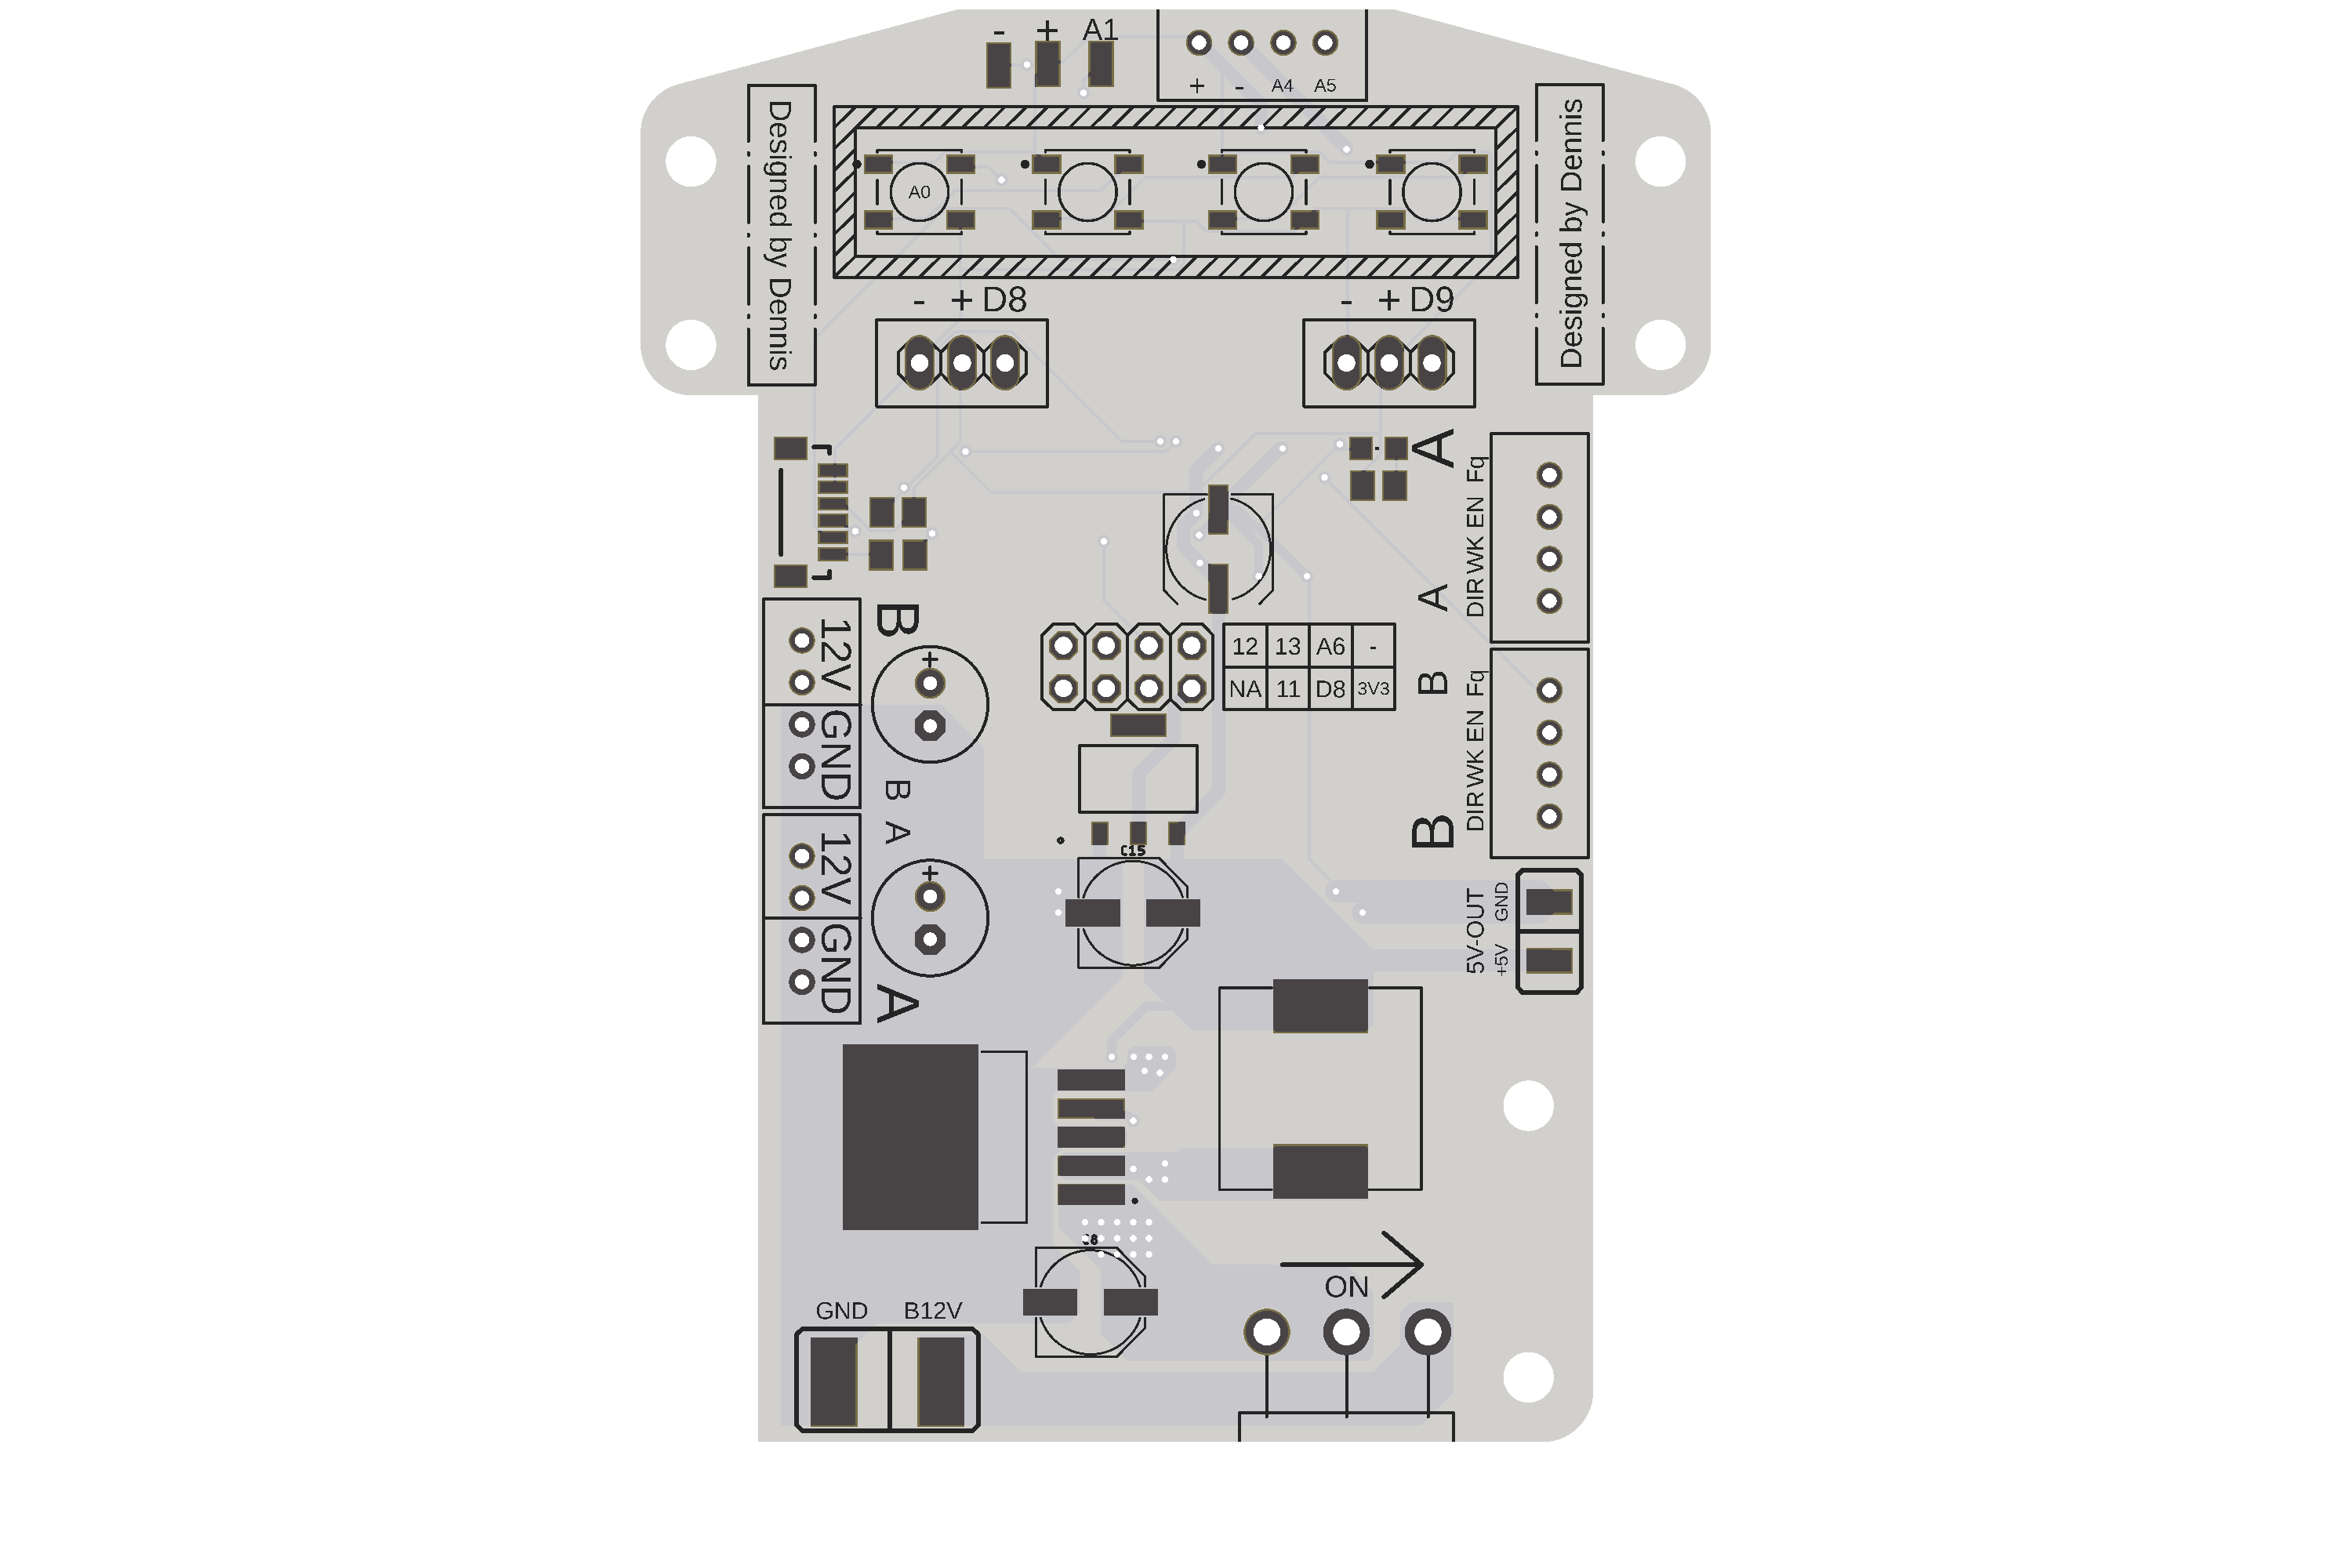 - + A1
+ - A4 A5
Designed by Dennis
Designed by Dennis
A0
- + D8
- + D9
A
Fq
EN
WK
DIR
A
B
12V
GND
B
12 13 A6 -
NA 11 D8 3V3
B
Fq
EN
WK
DIR
B
+
+
A
12V
GND
A
C15
5V-OUT
GND
+5V
C8
ON
GND B12V